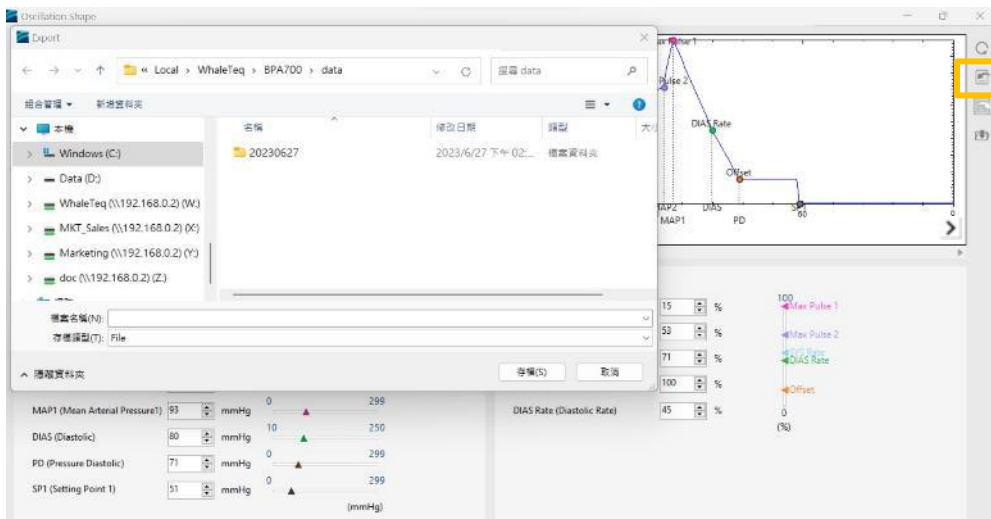 Oscillation Shape
Export
« Local › WhaleTeq › BPA700 › data
搜尋 data
組合管理 新增資料夾
本機
名稱 修改日期 類型 大小
Windows (C:)
20230627 2023/6/27 下午 02:... 檔案資料夾
Data (D:)
WhaleTeq (\\192.168.0.2) (W:)
MKT_Sales (\\192.168.0.2) (X:)
Marketing (\\192.168.0.2) (Y:)
doc (\\192.168.0.2) (Z:)
檔案名稱(N):
存檔類型(T): File
隱藏資料夾
存檔(S) 取消
Max Pulse 1
Pulse 2
DIAS Rate
Offset
MAP2 DIAS SP1 60 0
MAP1 PD
15 %
53 %
71 %
100 %
100
Max Pulse 1
Max Pulse 2
DIAS Rate
Offset
0
(%)
MAP1 (Mean Arterial Pressure1) 93 mmHg 0 299
DIAS Rate (Diastolic Rate) 45 %
DIAS (Diastolic) 80 mmHg 10 250
PD (Pressure Diastolic) 71 mmHg 0 299
SP1 (Setting Point 1) 51 mmHg 0 299
(mmHg)